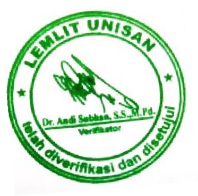 LEMLIT UNISAN
Dr. Andi Subhan, S.S.,M.Pd.
Verifikator
telah diverifikasi dan disetujui